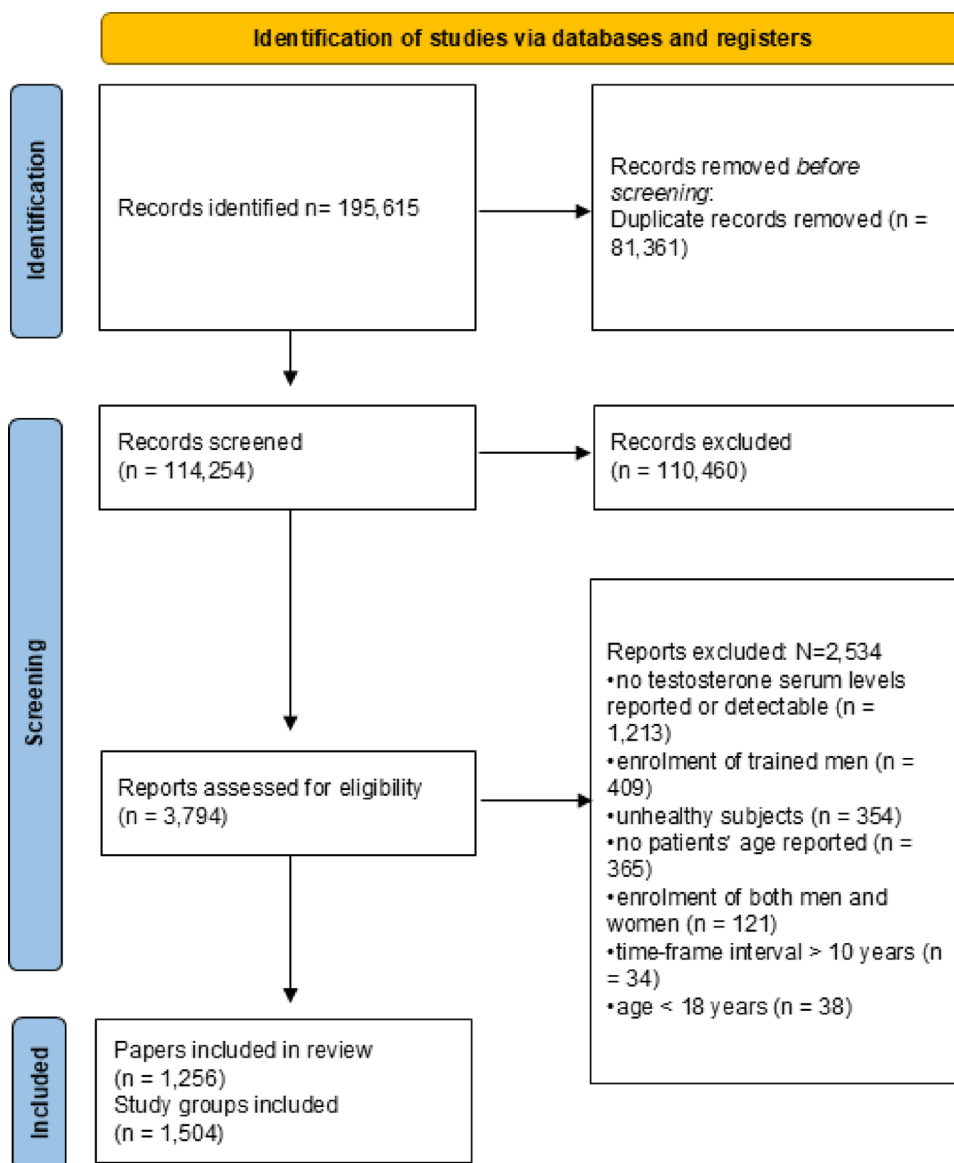 Identification of studies via databases and registers
Identification
Records identified n= 195,615
Records removed before
screening:
Duplicate records removed (n =
81,361)
Screening
Records screened
(n = 114,254)
Records excluded
(n = 110,460)
Reports assessed for eligibility
(n = 3,794)
Reports excluded: N=2,534
•no testosterone serum levels
reported or detectable (n =
1,213)
•enrolment of trained men (n =
409)
•unhealthy subjects (n = 354)
•no patients' age reported (n =
365)
•enrolment of both men and
women (n = 121)
•time-frame interval > 10 years (n
= 34)
•age < 18 years (n = 38)
Included
Papers included in review
(n = 1,256)
Study groups included
(n = 1,504)